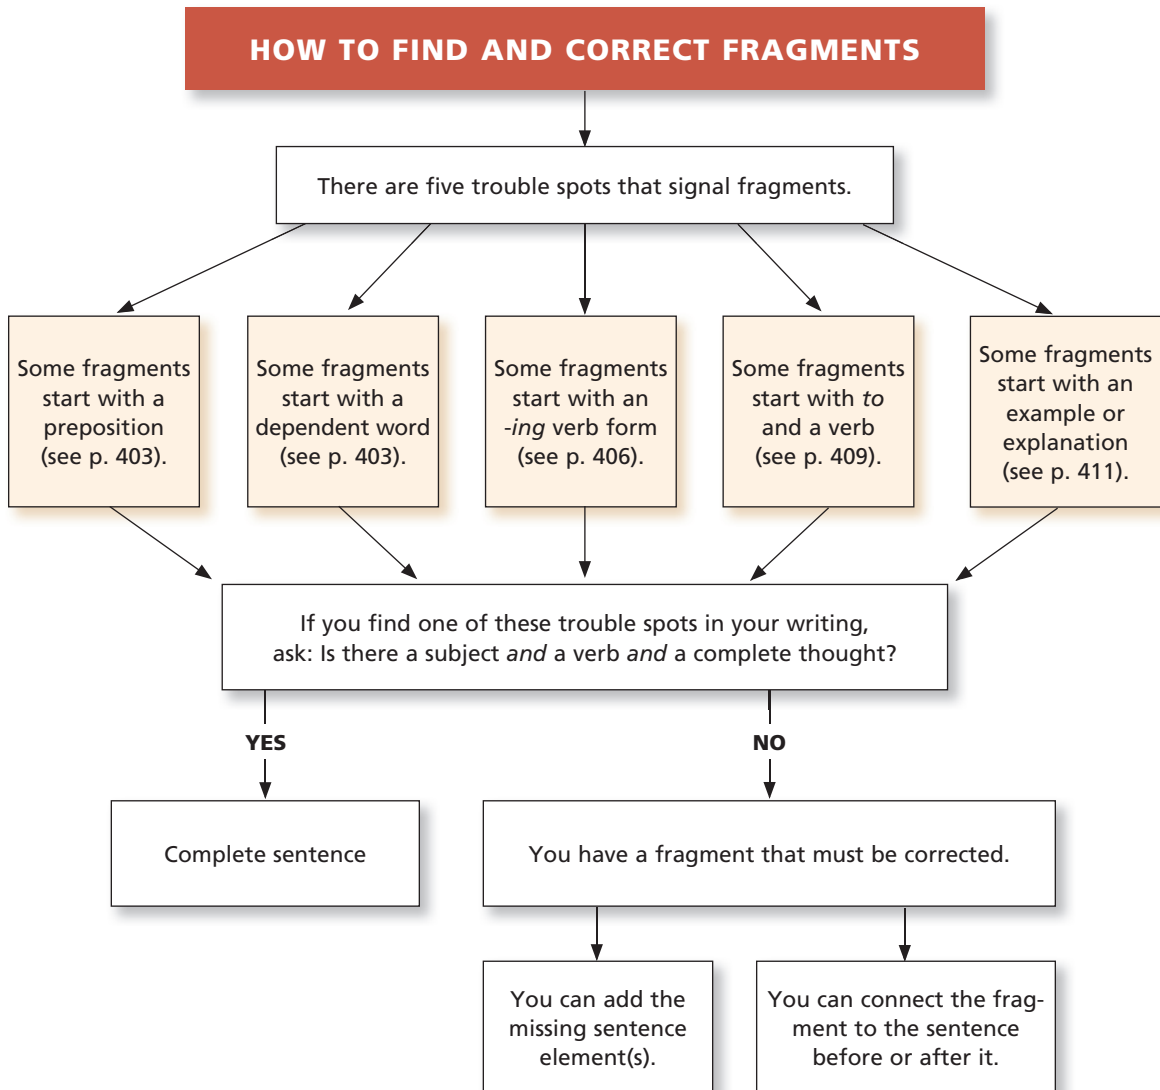 HOW TO FIND AND CORRECT FRAGMENTS
There are five trouble spots that signal fragments.
Some fragments
start with a
preposition
(see p. 403).
Some fragments
start with a
dependent word
(see p. 403).
Some fragments
start with an
-ing verb form
(see p. 406).
Some fragments
start with to
and a verb
(see p. 409).
Some fragments
start with an
example or
explanation
(see p. 411).
If you find one of these trouble spots in your writing,
ask: Is there a subject and a verb and a complete thought?
YES
NO
Complete sentence
You have a fragment that must be corrected.
You can add the
missing sentence
element(s).
You can connect the frag-
ment to the sentence
before or after it.